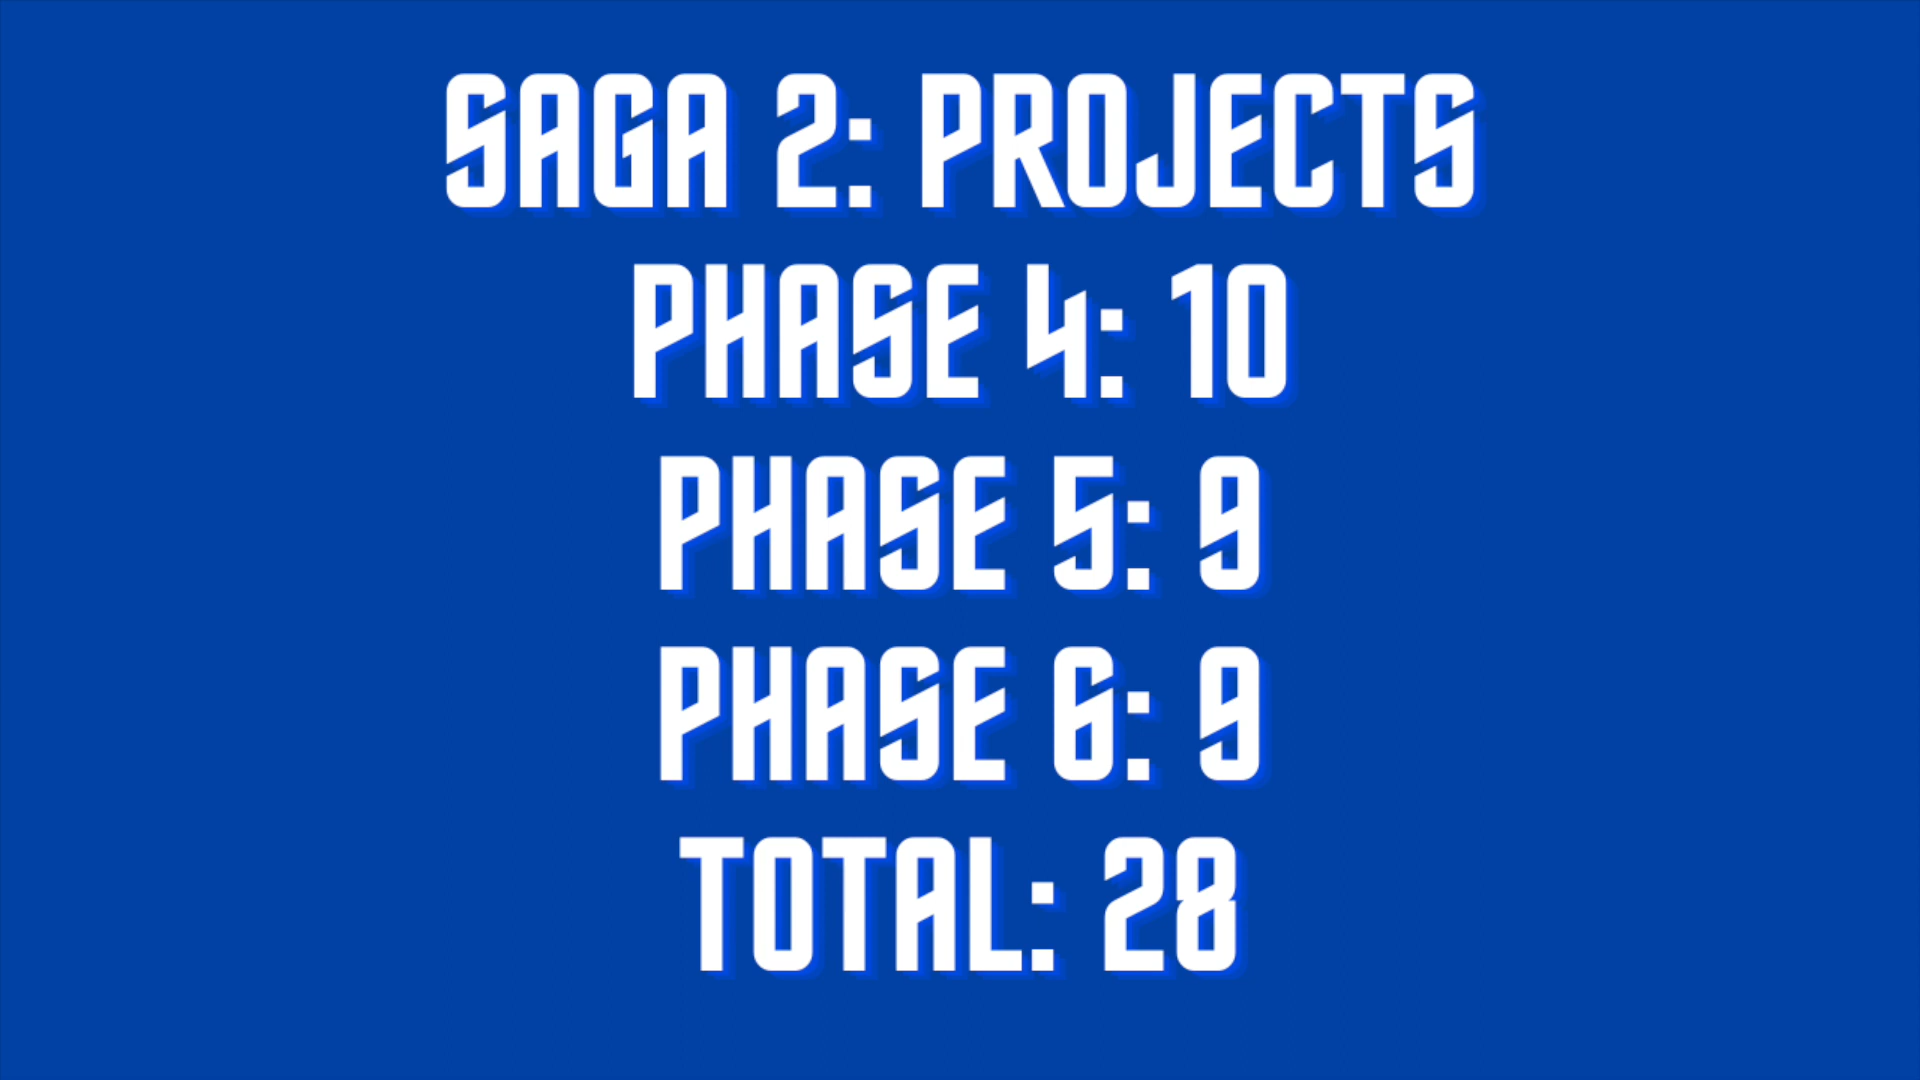 SAGA 2: PROJECTS
PHASE 4: 10
PHASE 5: 9
PHASE 6: 9
TOTAL: 28